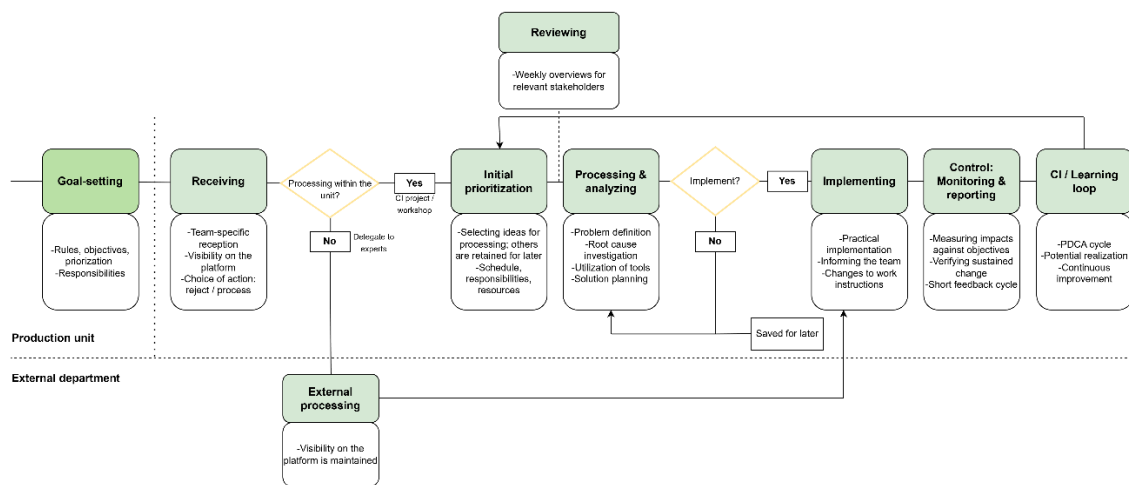 Reviewing
-Weekly overviews for
relevant stakeholders
Goal-setting
-Rules, objectives,
priorization
-Responsibilities
Receiving
-Team-specific
reception
-Visibility on the
platform
-Choice of action:
reject / process
Processing within the
unit?
Yes
CI project /
workshop
No
Delegate to
experts
Initial
prioritization
-Selecting ideas for
processing; others
are retained for later
-Schedule,
responsibilities,
resources
Processing &
analyzing
-Problem definition
-Root cause
investigation
-Utilization of tools
-Solution planning
Implement?
Yes
No
Saved for later
Implementing
-Practical
implementation
-Informing the team
-Changes to work
instructions
Control:
Monitoring &
reporting
-Measuring impacts
against objectives
-Verifying sustained
change
-Short feedback cycle
CI / Learning
loop
-PDCA cycle
-Potential realization
-Continuous
improvement
Production unit
External department
External
processing
-Visibility on the
platform is maintained